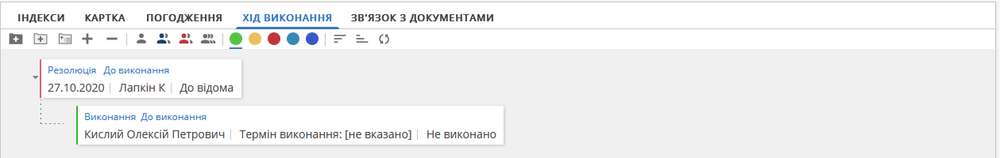 ІНДЕКСИ КАРТКА ПОГОДЖЕННЯ ХІД ВИКОНАННЯ ЗВ'ЯЗОК З ДОКУМЕНТАМИ
Резолюція До виконання
27.10.2020 Лапкін К До відома
Виконання До виконання
Кислий Олексій Петрович Термін виконання: [не вказано] Не виконано